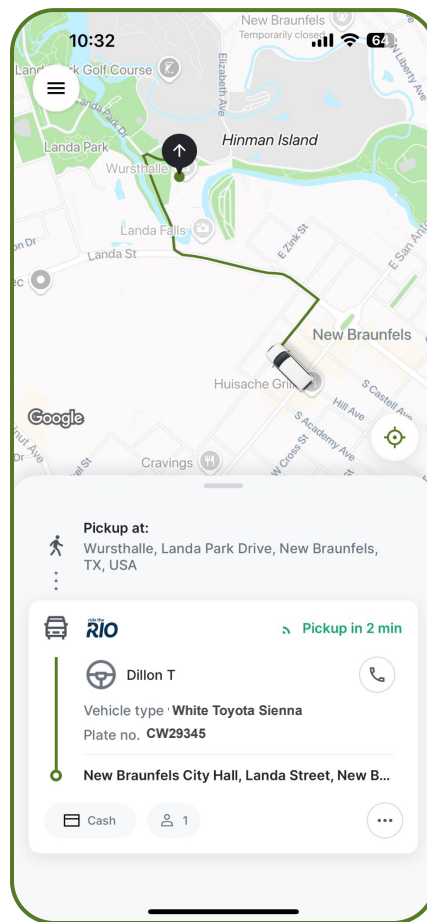 10:32
64
New Braunfels
Temporarily closed
Golf Course
Elizabeth Ave
N Liberty Ave
Landa Park Dr
Landa Park
Hinman Island
Wursthalle
Landa Falls
Landa St
E Zink St
E San
on Dr
ec
New Braunfels
Huisache Gri
S Castell Ave
Hill Ave
S Academy Ave
W Cross St
Google
Cravings
Pickup at:
Wursthalle, Landa Park Drive, New Braunfels,
TX, USA
ride the
RIO
Pickup in 2 min
Dillon T
Vehicle type White Toyota Sienna
Plate no. CW29345
New Braunfels City Hall, Landa Street, New B...
Cash
1